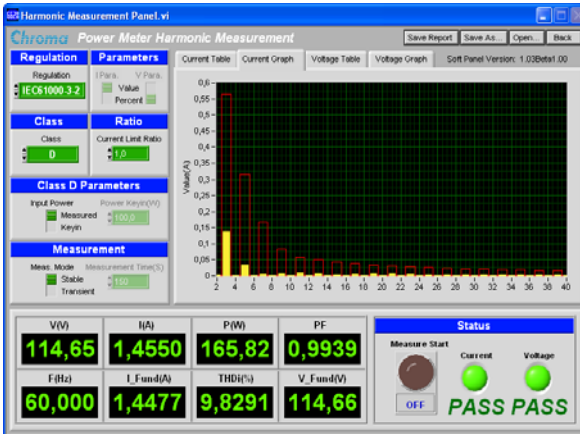 Harmonic Measurement Panel.vi
Chroma Power Meter Harmonic Measurement
Save Report Save As... Open... Back
Regulation Parameters
Current Table Current Graph Voltage Table Voltage Graph Soft Panel Version: 1.03Beta1.00
Regulation
IEC61000-3-2
I Para. V Para.
Value
Percent
Class Ratio
Class
D
Current Limit Ratio
1,0
Class D Parameters
Input Power Power Keyin(W)
Measured 100,0
Keyin
Measurement
Meas. Mode Measurement Time(S)
Stable 150
Transient
Value(A)
0,6
0,55
0,5
0,45
0,4
0,35
0,3
0,25
0,2
0,15
0,1
0,05
0
2 4 6 8 10 12 14 16 18 20 22 24 26 28 30 32 34 36 38 40
V(V) I(A) P(W) PF
114,65 1,4550 165,82 0,9939
F(Hz) I_Fund(A) THDi(%) V_Fund(V)
60,000 1,4477 9,8291 114,66
Status
Measure Start Current Voltage
OFF PASS PASS